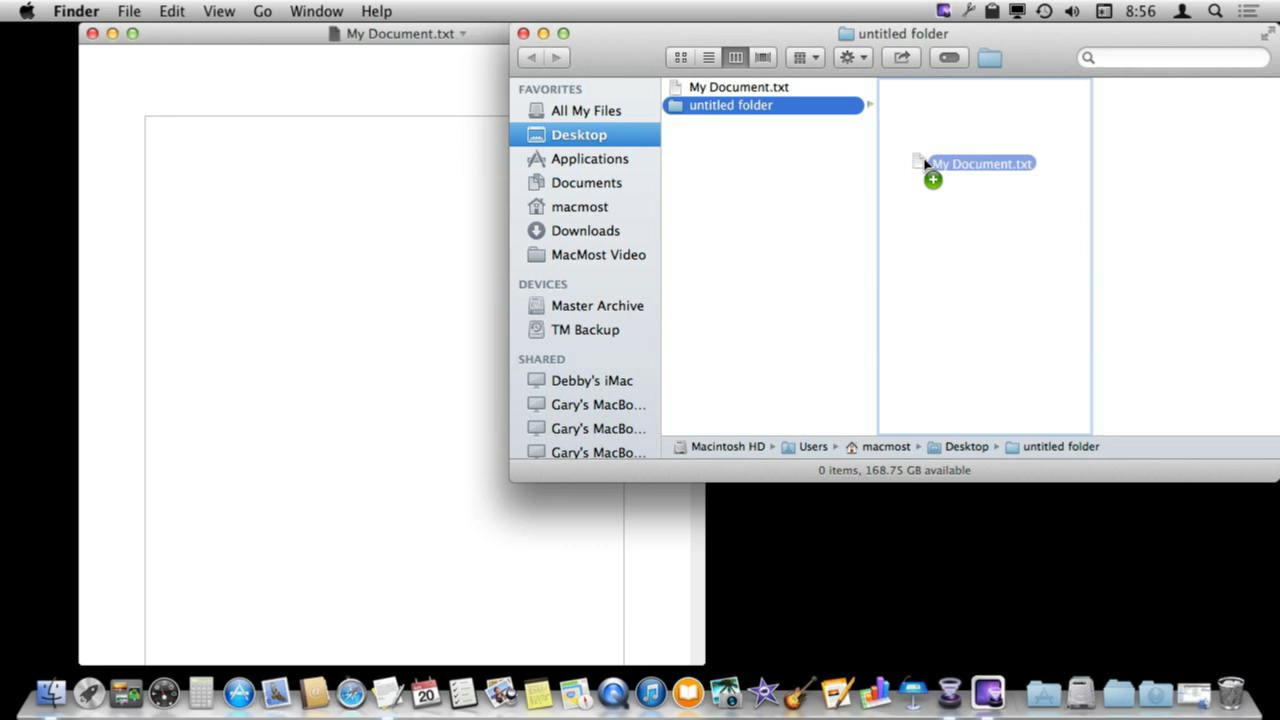 Finder File Edit View Go Window Help 8:56
My Document.txt
untitled folder
FAVORITES
All My Files
Desktop
Applications
Documents
macmost
Downloads
MacMost Video
DEVICES
Master Archive
TM Backup
SHARED
Debby's iMac
Gary's MacBo...
Gary's MacBo...
Gary's MacBo...
My Document.txt
untitled folder
My Document.txt
Macintosh HD Users macmost Desktop untitled folder
0 items, 168.75 GB available
20